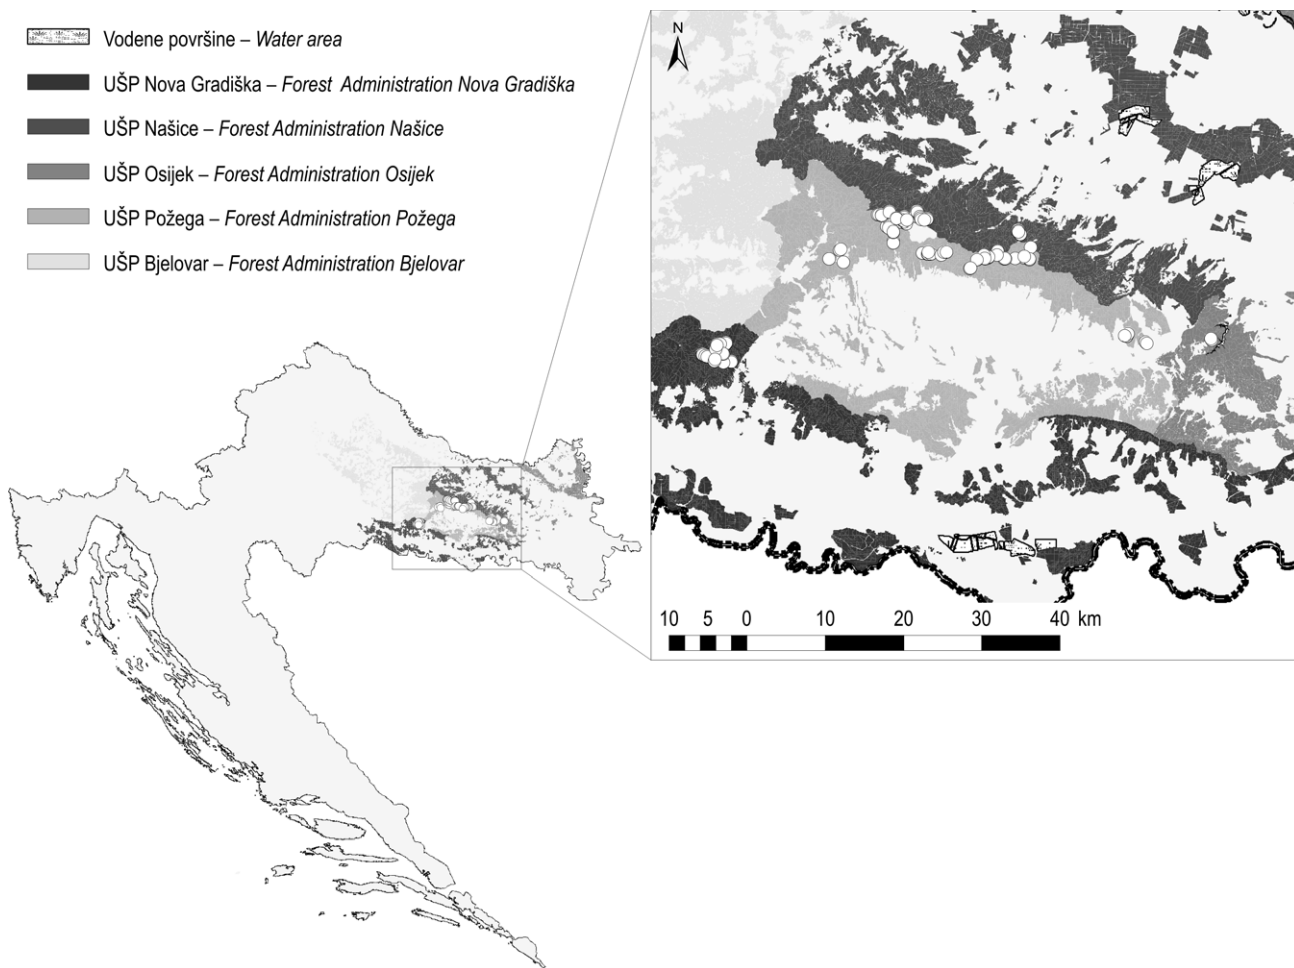 Vodene površine – Water area
UŠP Nova Gradiška – Forest Administration Nova Gradiška
UŠP Našice – Forest Administration Našice
UŠP Osijek – Forest Administration Osijek
UŠP Požega – Forest Administration Požega
UŠP Bjelovar – Forest Administration Bjelovar
N
10 5 0 10 20 30 40 km